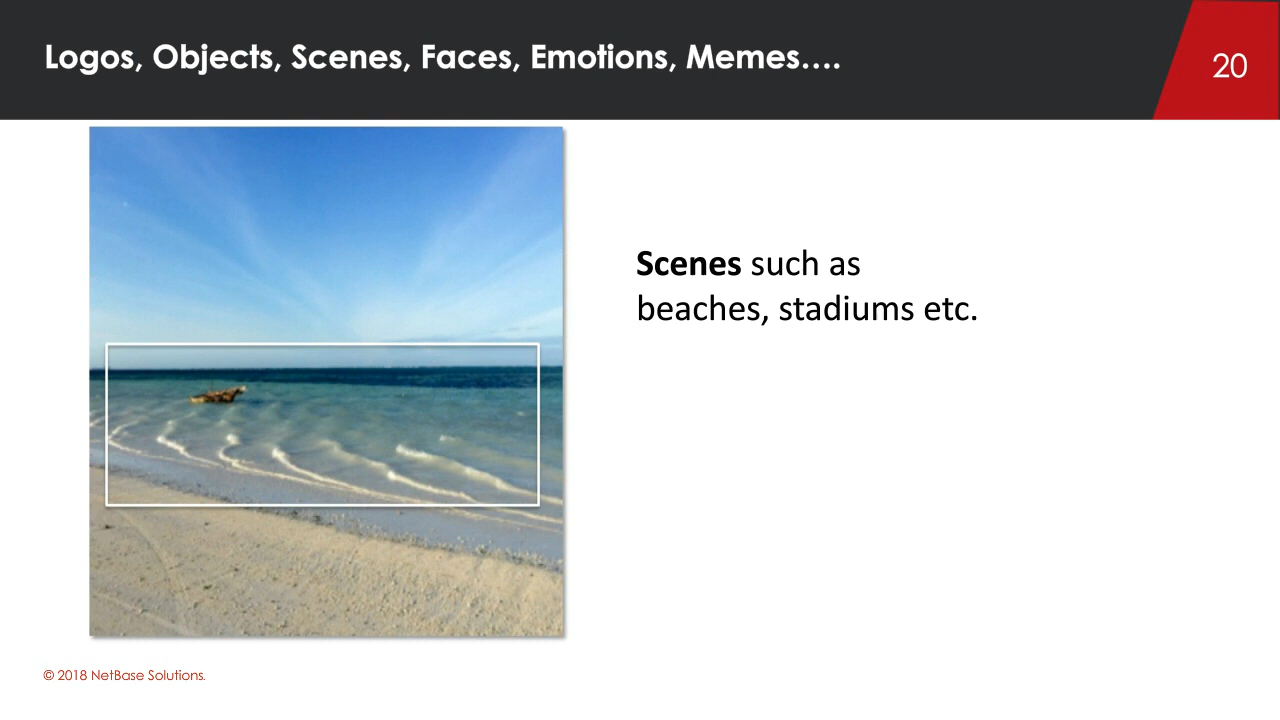 Logos, Objects, Scenes, Faces, Emotions, Memes....
20
Scenes such as
beaches, stadiums etc.
© 2018 NetBase Solutions.